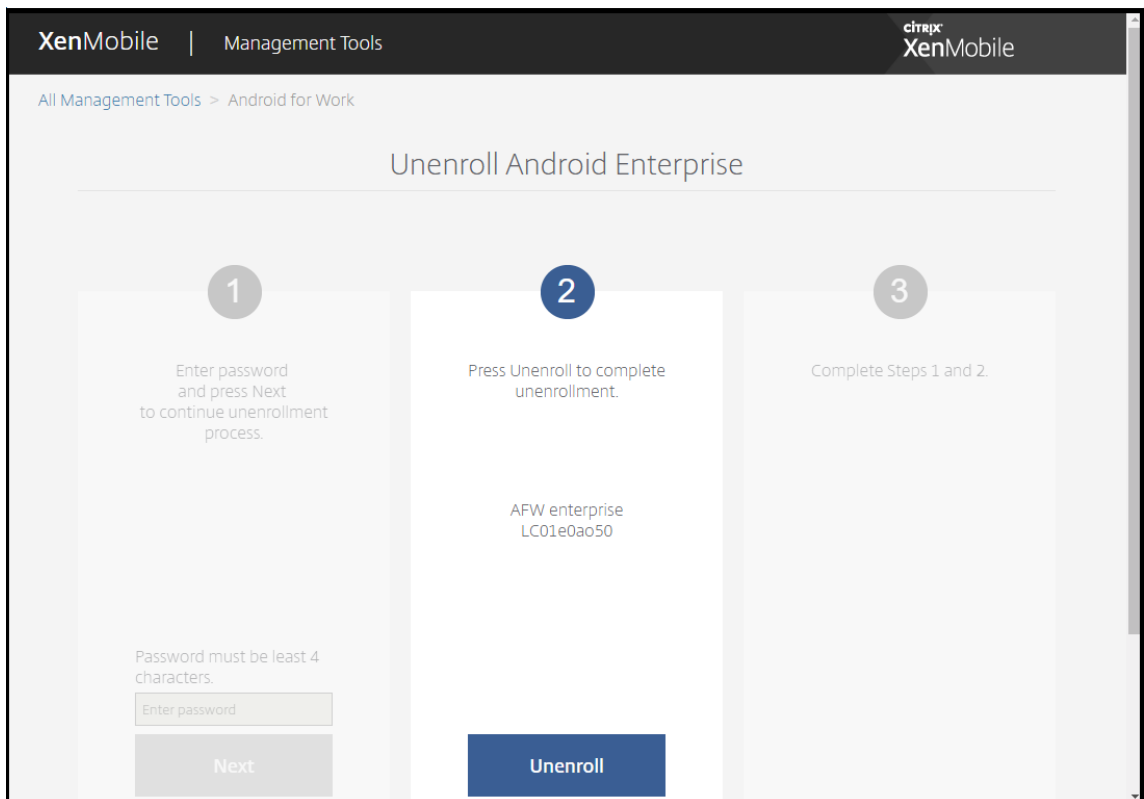 XenMobile | Management Tools
citrix
XenMobile
All Management Tools > Android for Work
Unenroll Android Enterprise
1
Enter password
and press Next
to continue unenrollment
process.
Password must be least 4
characters.
Enter password
Next
2
Press Unenroll to complete
unenrollment.
AFW enterprise
LC01e0ao50
Unenroll
3
Complete Steps 1 and 2.